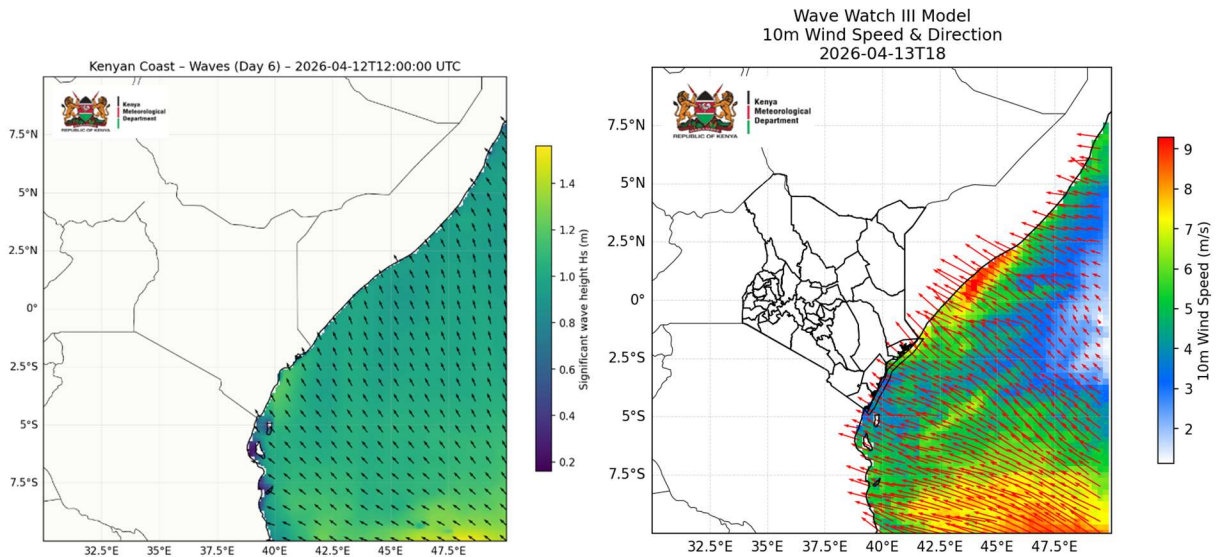 Kenyan Coast – Waves (Day 6) – 2026-04-12T12:00:00 UTC
Kenya
Meteorological
Department
REPUBLIC OF KENYA
7.5°N
5°N
2.5°N
0°
2.5°S
5°S
7.5°S
32.5°E
35°E
37.5°E
40°E
42.5°E
45°E
47.5°E
1.4
1.2
1.0
0.8
0.6
0.4
0.2
Significant wave height Hs (m)
Wave Watch III Model
10m Wind Speed & Direction
2026-04-13T18
Kenya
Meteorological
Department
REPUBLIC OF KENYA
7.5°N
5°N
2.5°N
0°
2.5°S
5°S
7.5°S
32.5°E
35°E
37.5°E
40°E
42.5°E
45°E
47.5°E
9
8
7
6
5
4
3
2
10m Wind Speed (m/s)